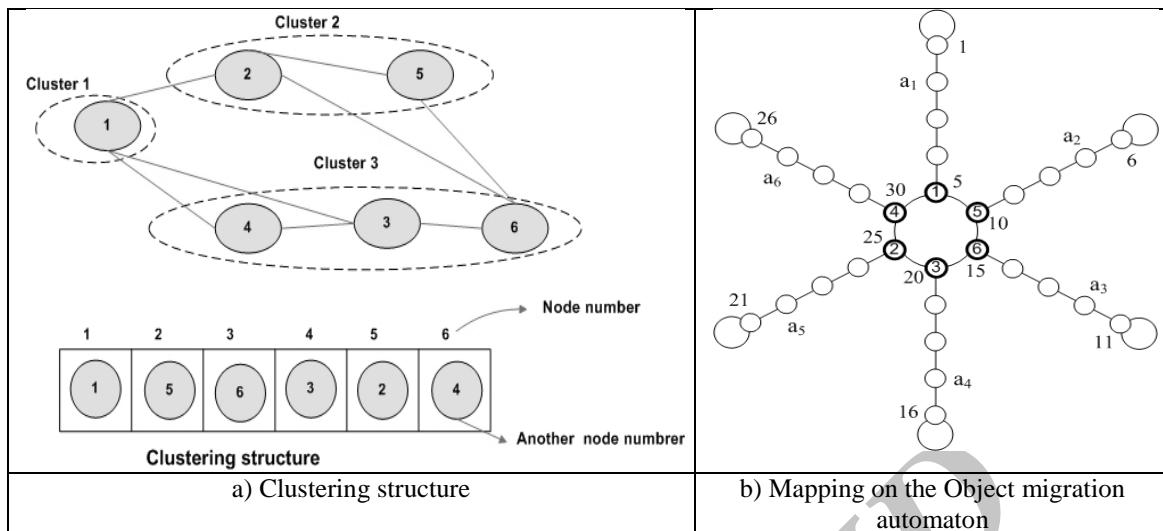 Cluster 2
2
5
Cluster 1
1
Cluster 3
4
3
6
Node number
1 2 3 4 5 6
1 5 6 3 2 4
Another node numbrer
Clustering structure
a) Clustering structure
1
a1
26
a6
a2
6
30
1
5
4
5
10
25
2
6
15
20
3
21
a5
a3
11
a4
16
b) Mapping on the Object migration
automaton